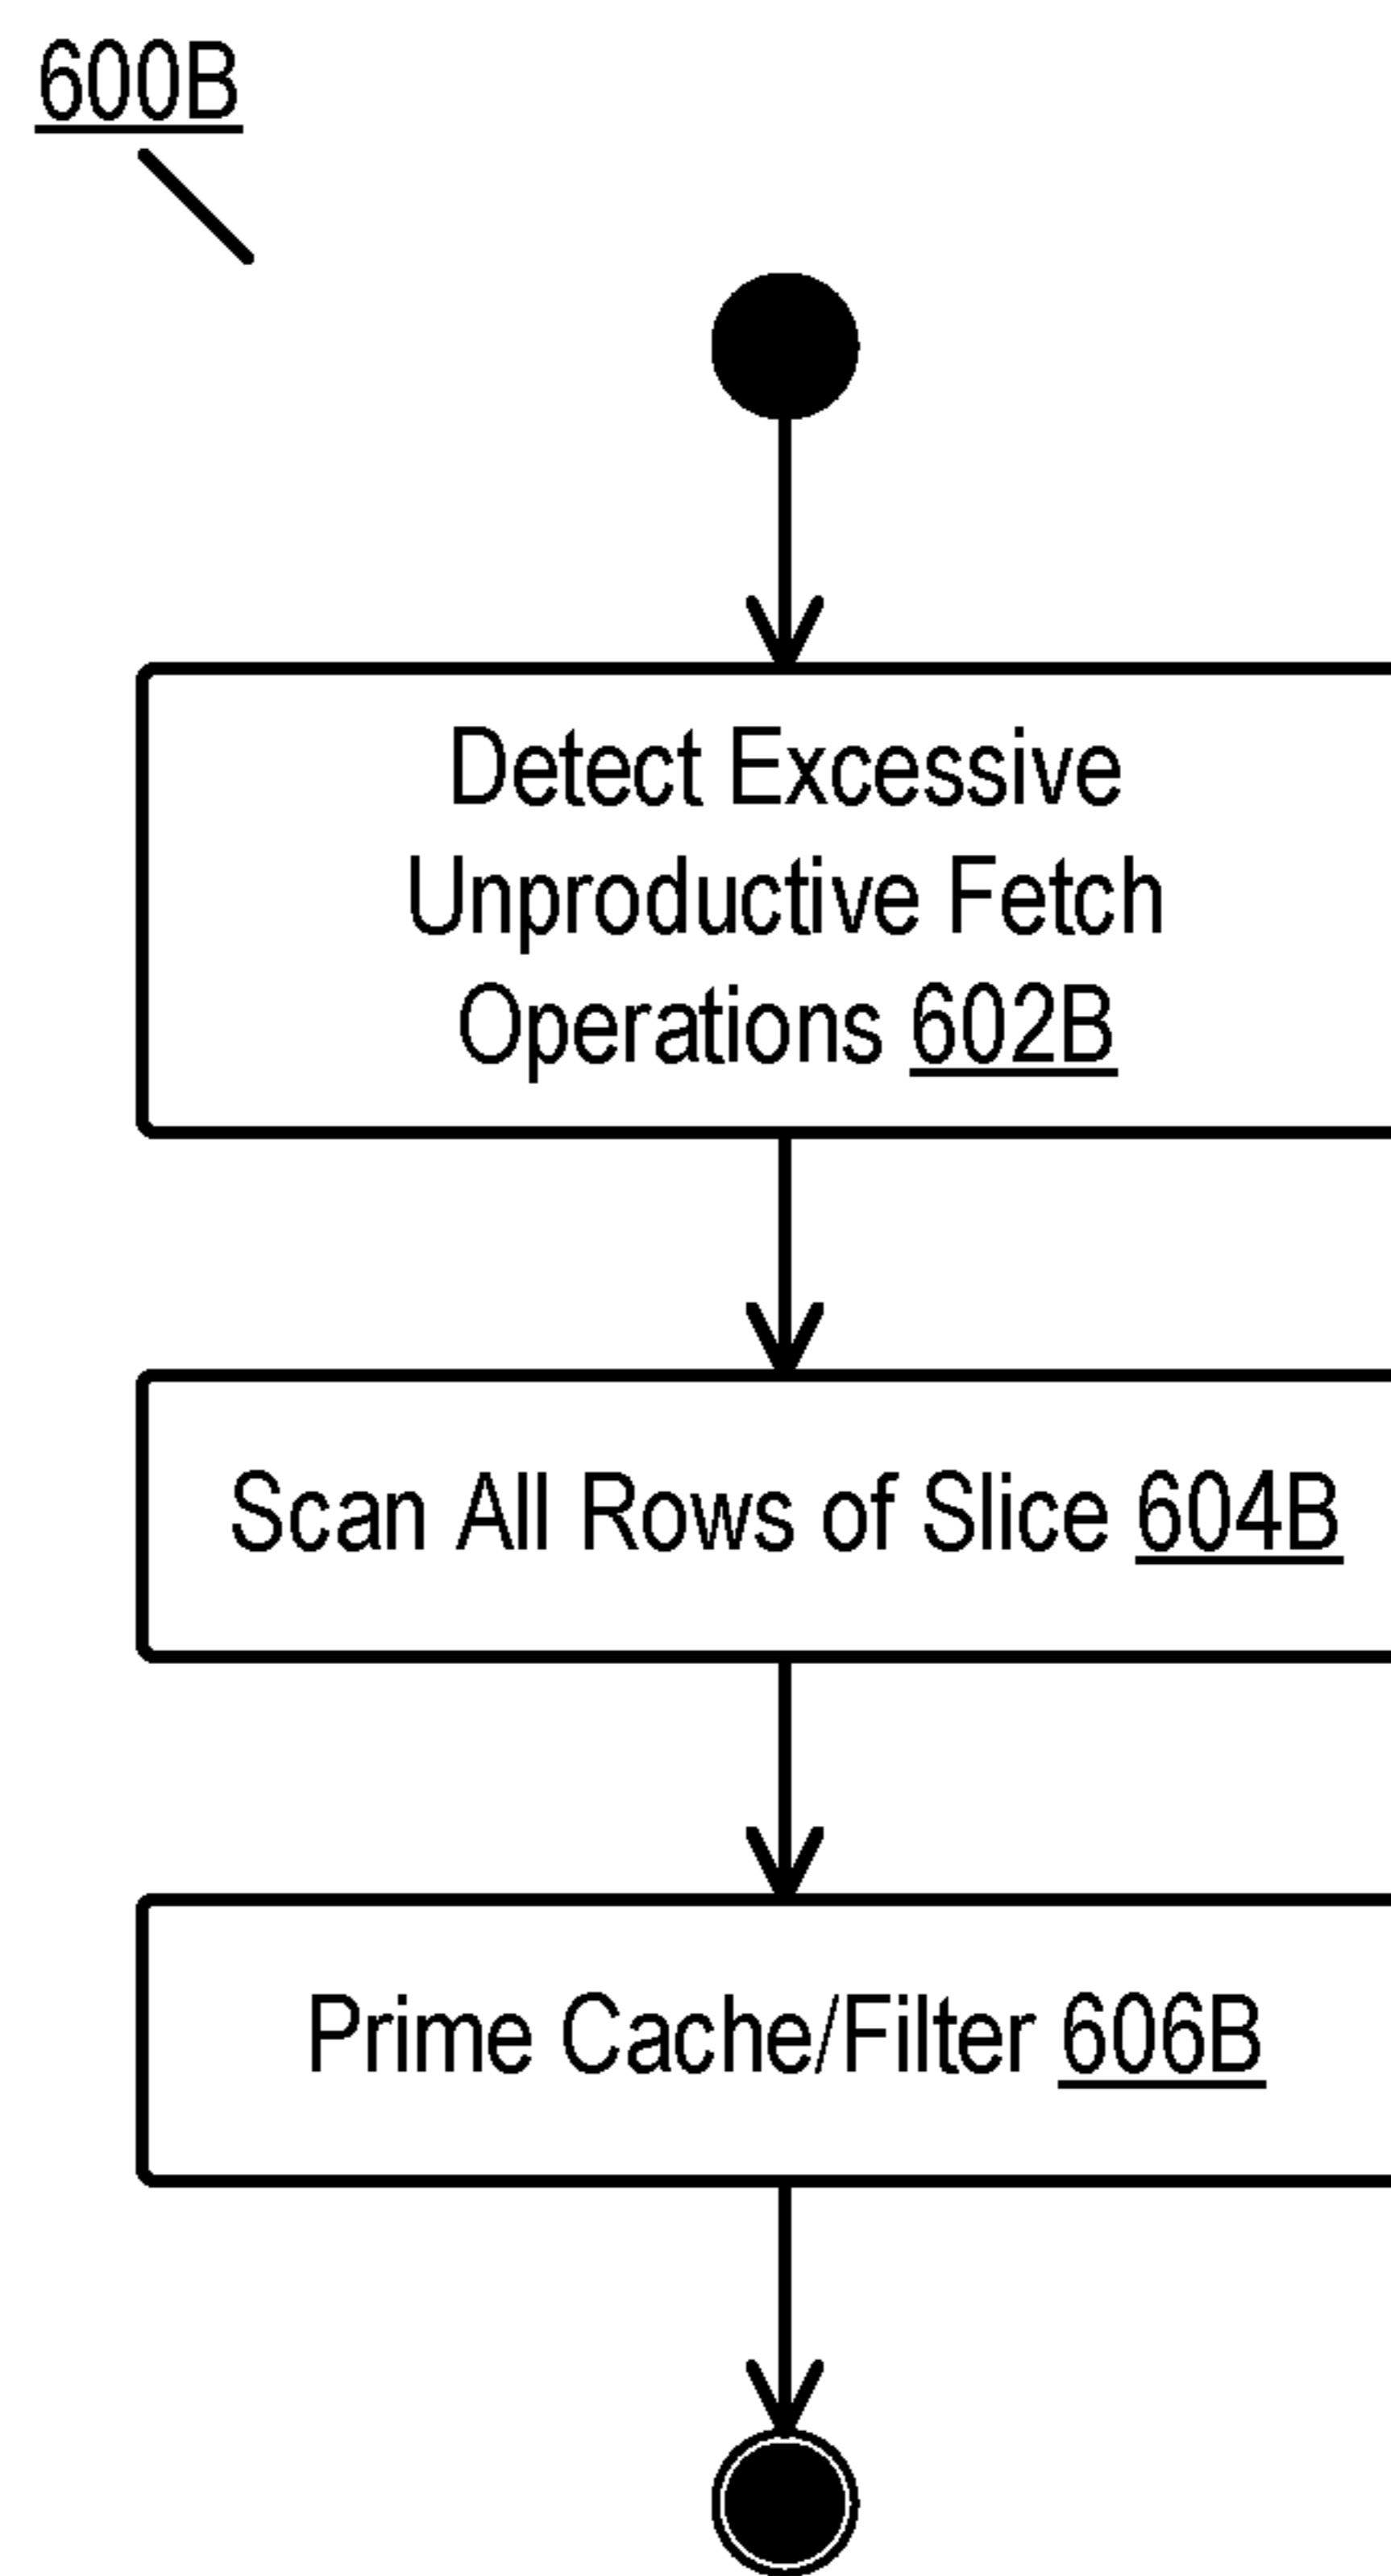 600B
Detect Excessive
Unproductive Fetch
Operations 602B
Scan All Rows of Slice 604B
Prime Cache/Filter 606B